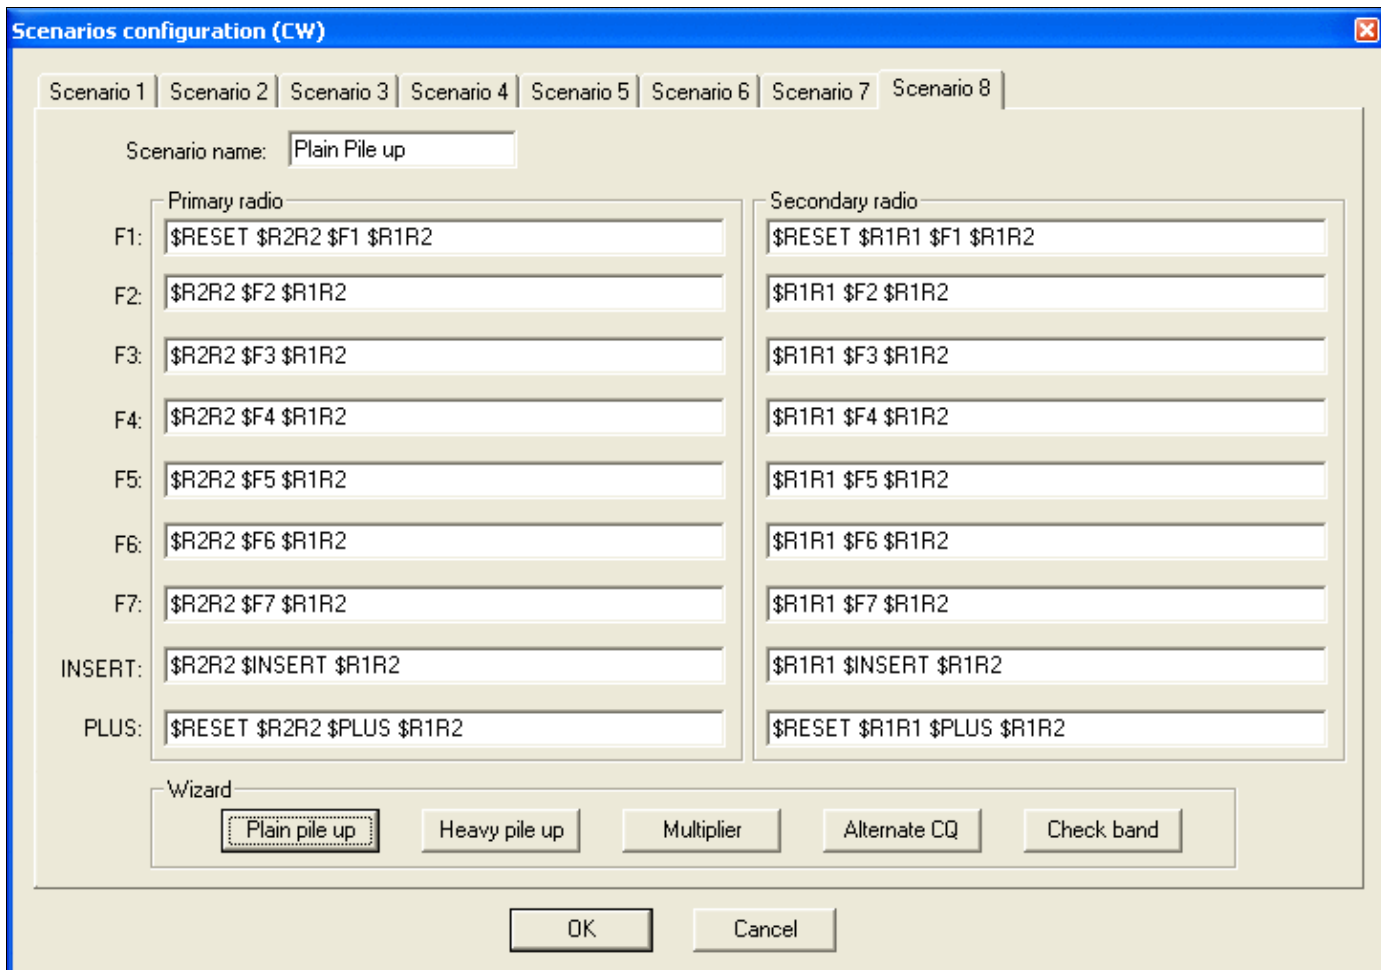 Scenarios configuration (CW)
Scenario 1 Scenario 2 Scenario 3 Scenario 4 Scenario 5 Scenario 6 Scenario 7 Scenario 8
Scenario name: Plain Pile up
Primary radio Secondary radio
F1: $RESET $R2R2 $F1 $R1R2 $RESET $R1R1 $F1 $R1R2
F2: $R2R2 $F2 $R1R2 $R1R1 $F2 $R1R2
F3: $R2R2 $F3 $R1R2 $R1R1 $F3 $R1R2
F4: $R2R2 $F4 $R1R2 $R1R1 $F4 $R1R2
F5: $R2R2 $F5 $R1R2 $R1R1 $F5 $R1R2
F6: $R2R2 $F6 $R1R2 $R1R1 $F6 $R1R2
F7: $R2R2 $F7 $R1R2 $R1R1 $F7 $R1R2
INSERT: $R2R2 $INSERT $R1R2 $R1R1 $INSERT $R1R2
PLUS: $RESET $R2R2 $PLUS $R1R2 $RESET $R1R1 $PLUS $R1R2
Wizard
Plain pile up Heavy pile up Multiplier Alternate CQ Check band
OK Cancel